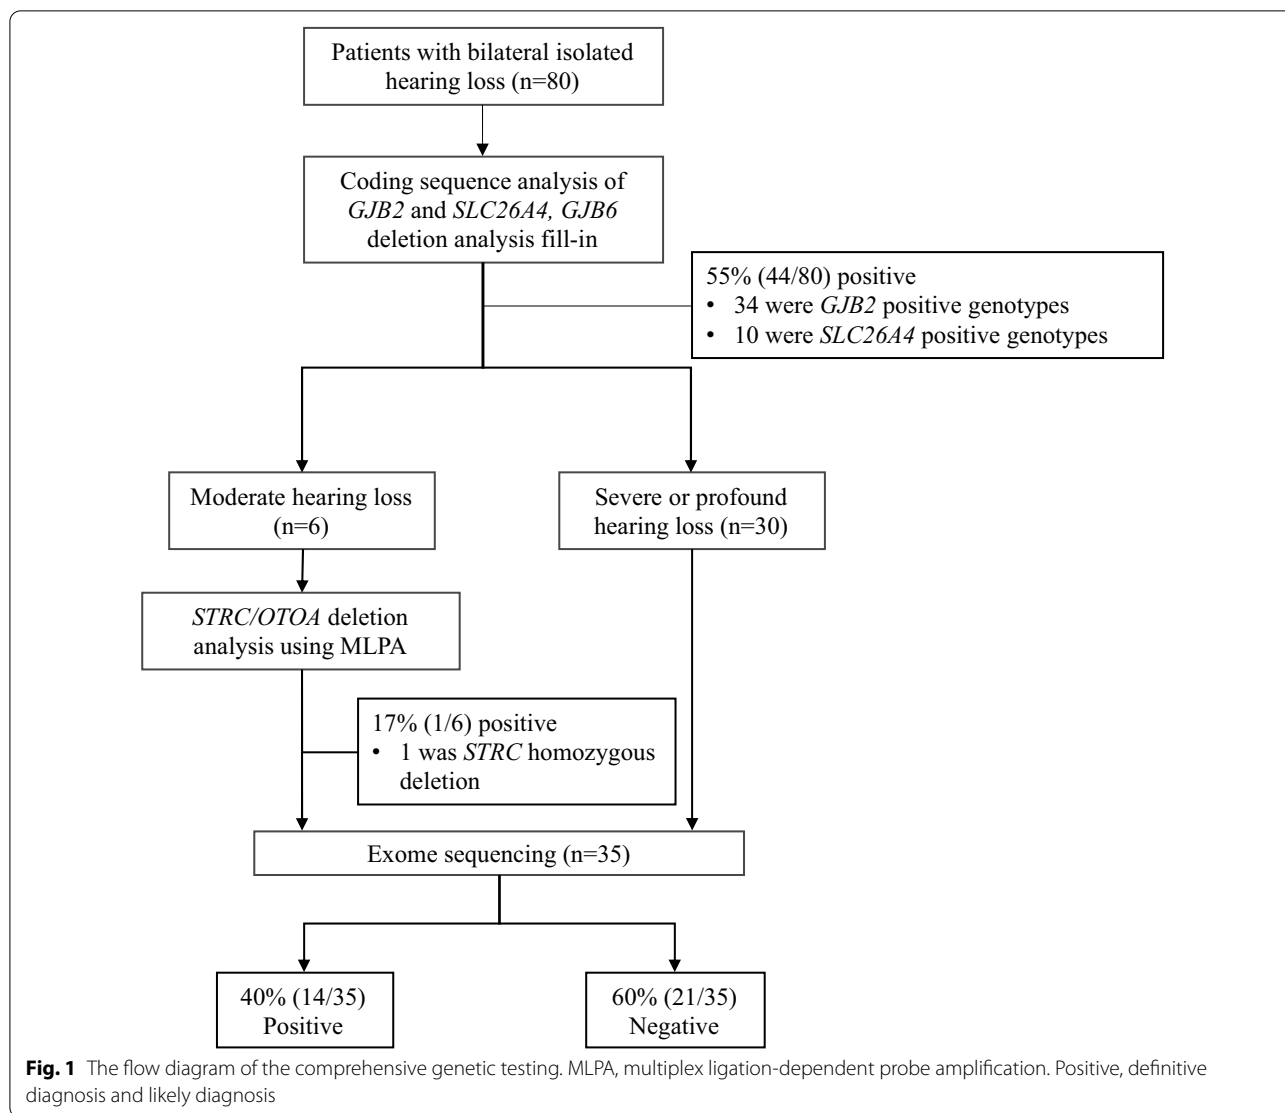 Patients with bilateral isolated
hearing loss (n=80)
Coding sequence analysis of
GJB2 and SLC26A4, GJB6
deletion analysis fill-in
55% (44/80) positive
• 34 were GJB2 positive genotypes
• 10 were SLC26A4 positive genotypes
Moderate hearing loss
(n=6)
Severe or profound
hearing loss (n=30)
STRC/OTOA deletion
analysis using MLPA
17% (1/6) positive
• 1 was STRC homozygous
deletion
Exome sequencing (n=35)
40% (14/35)
Positive
60% (21/35)
Negative
Fig. 1 The flow diagram of the comprehensive genetic testing. MLPA, multiplex ligation-dependent probe amplification. Positive, definitive
diagnosis and likely diagnosis